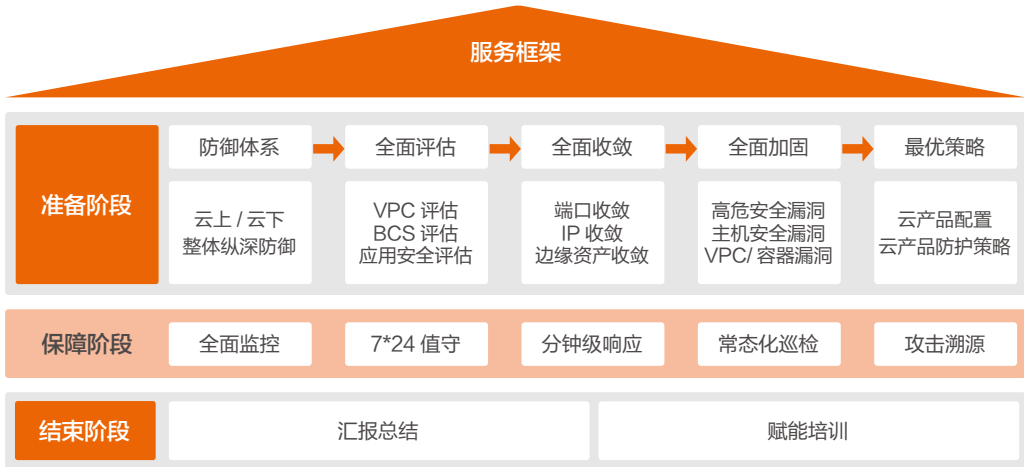 服务框架
准备阶段
防御体系
全面评估
全面收敛
全面加固
最优策略
云上 / 云下
整体纵深防御
VPC 评估
BCS 评估
应用安全评估
端口收敛
IP 收敛
边缘资产收敛
高危安全漏洞
主机安全漏洞
VPC/ 容器漏洞
云产品配置
云产品防护策略
保障阶段
全面监控
7*24 值守
分钟级响应
常态化巡检
攻击溯源
结束阶段
汇报总结
赋能培训